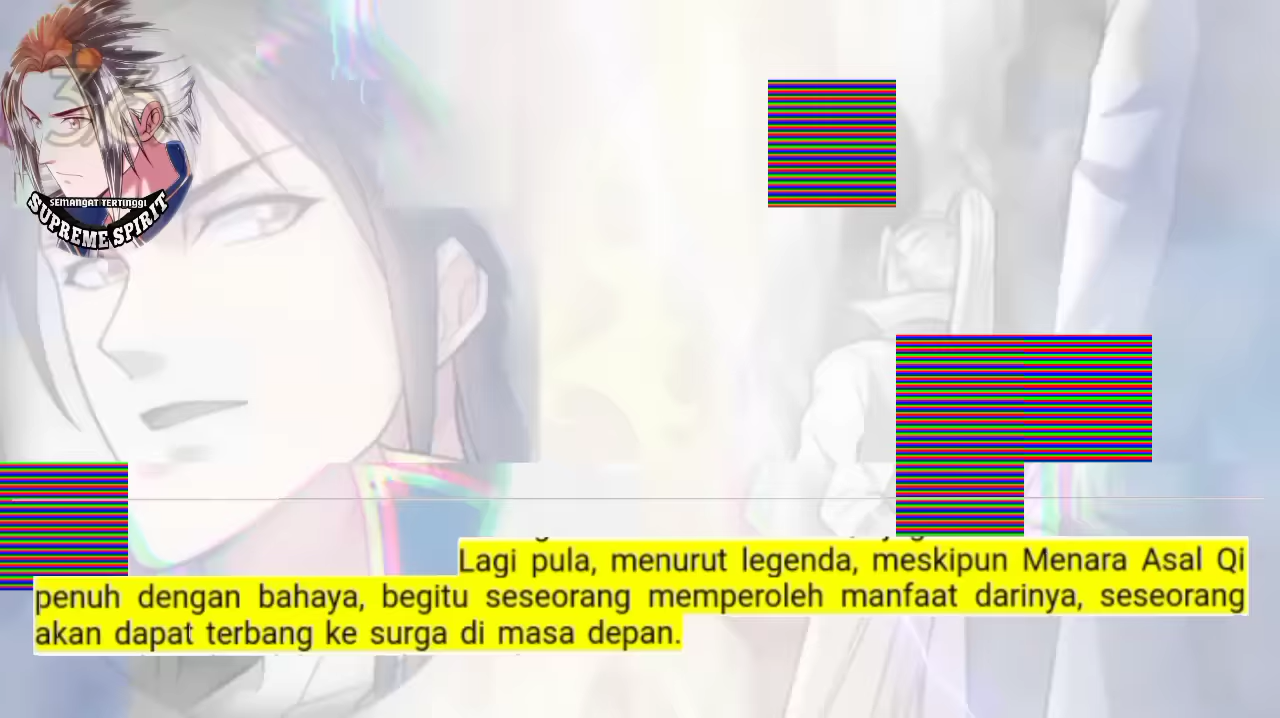 SEMANGAT TERTINGGI
SUPREME SPIRIT
Lagi pula, menurut legenda, meskipun Menara Asal Qi
penuh dengan bahaya, begitu seseorang memperoleh manfaat darinya, seseorang
akan dapat terbang ke surga di masa depan.